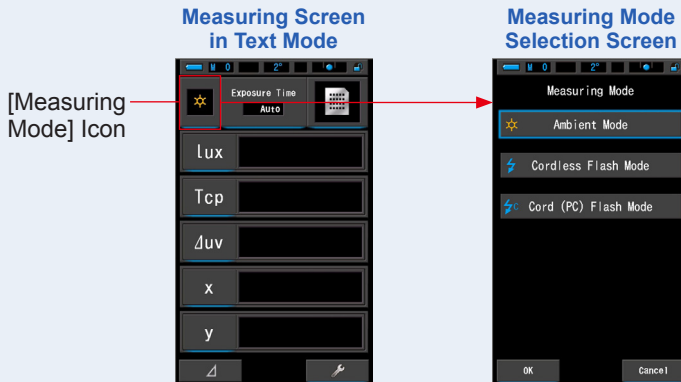 Measuring Screen
in Text Mode
Measuring Mode
Selection Screen
[Measuring
Mode] Icon
M 0 2°
Exposure Time
Auto
lux
Tcp
⊿uv
x
y
⊿
M 0 2°
Measuring Mode
Ambient Mode
Cordless Flash Mode
C Cord (PC) Flash Mode
OK Cancel